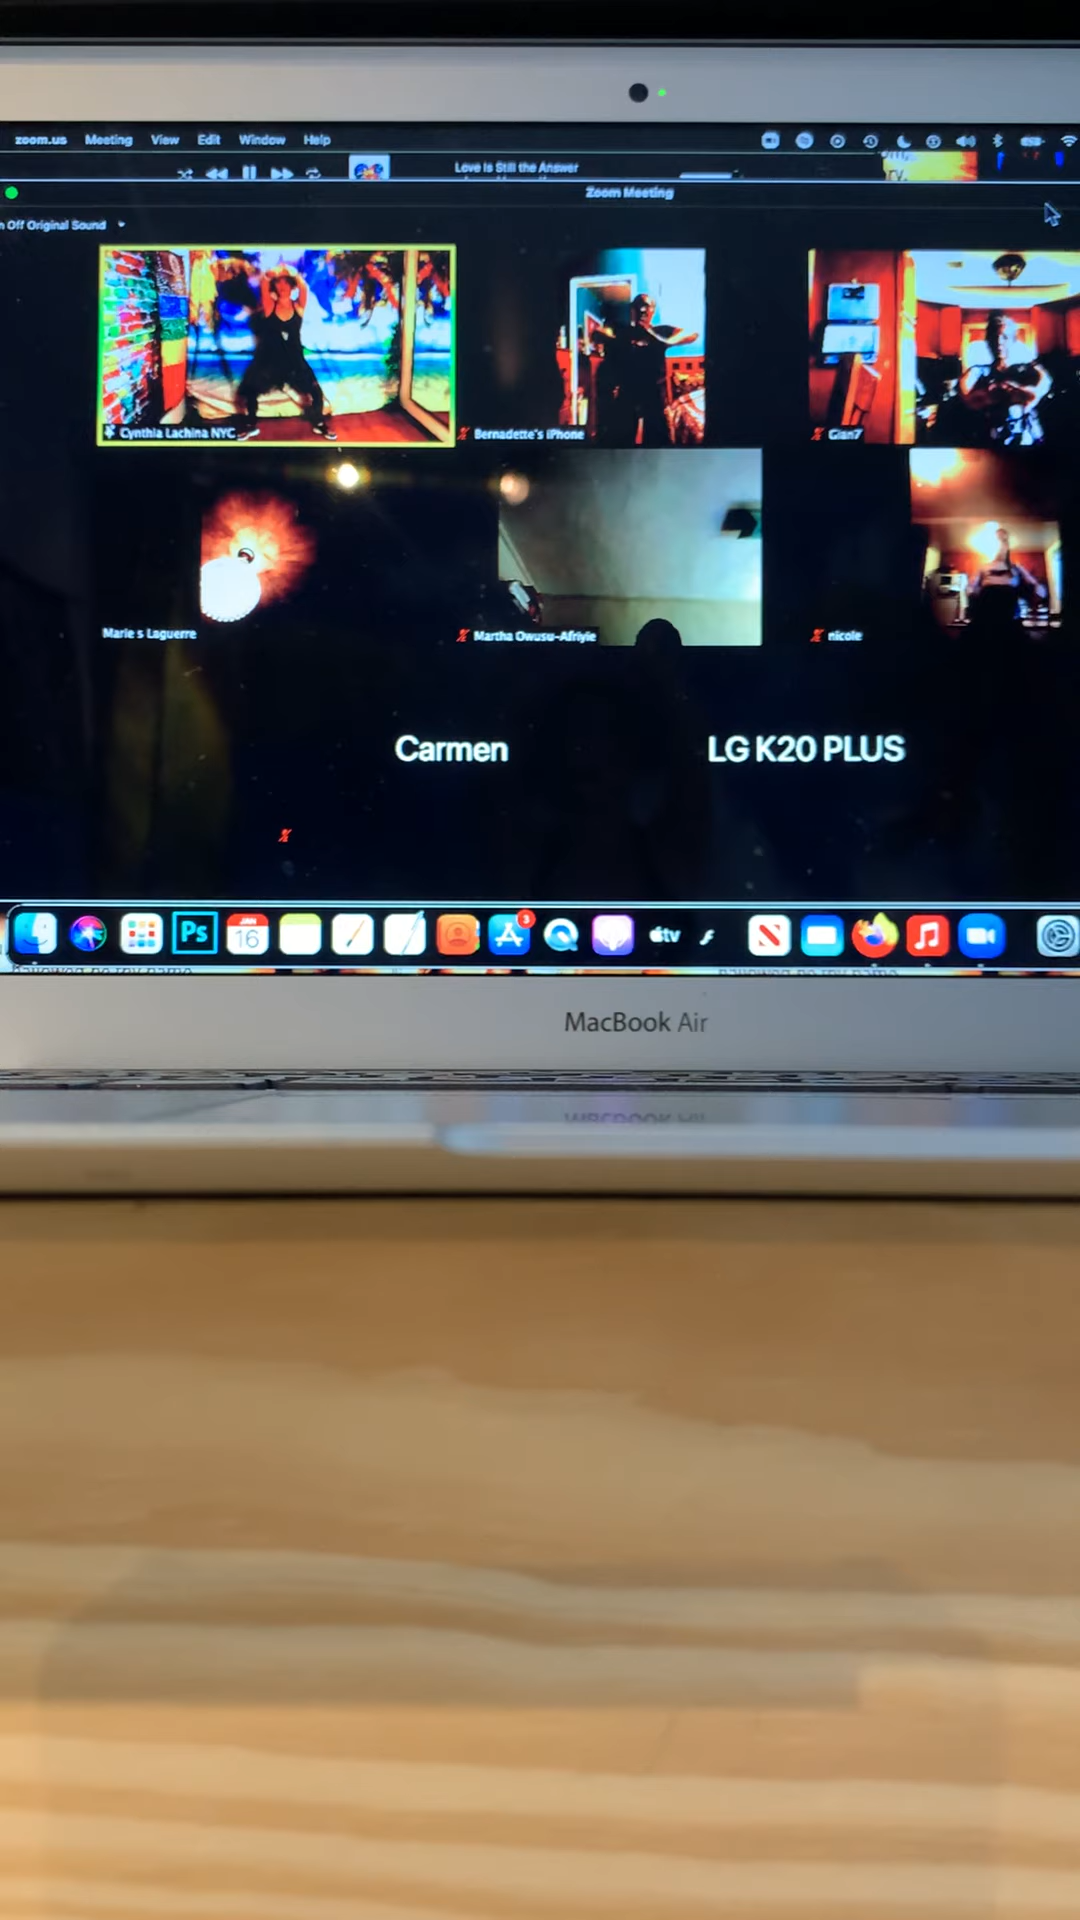 zoom.us Meeting View Edit Window Help
Love Is Still the Answer
Zoom Meeting
Off Original Sound
Cynthia Lachina NYC
Bernadette's iPhone
Gian7
Marie s Laguerre
Martha Owusu-Afriyie
nicole
Carmen
LG K20 PLUS
Ps
JAN
16
3
tv
MacBook Air